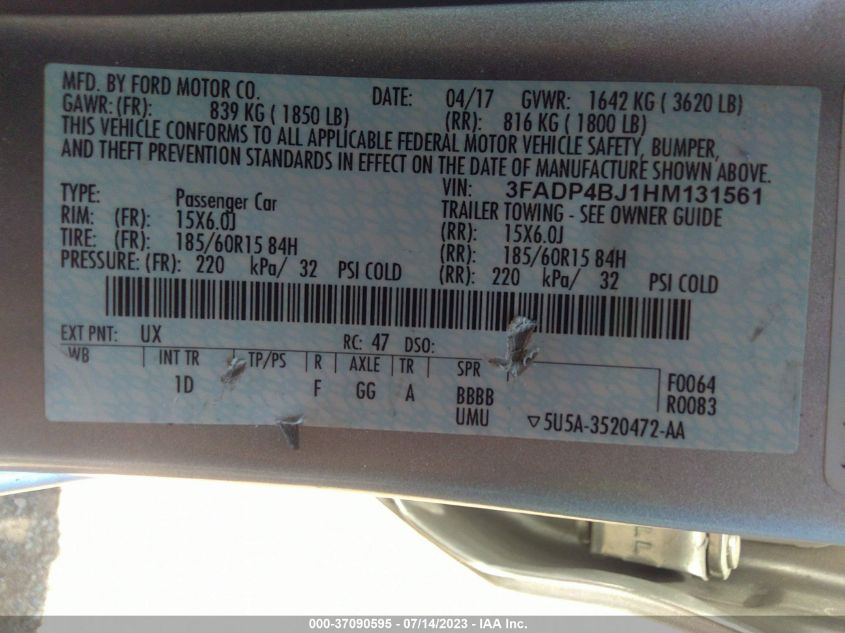 MFD. BY FORD MOTOR CO. DATE: 04/17 GVWR: 1642 KG ( 3620 LB)
GAWR: (FR): 839 KG ( 1850 LB) (RR): 816 KG ( 1800 LB)
THIS VEHICLE CONFORMS TO ALL APPLICABLE FEDERAL MOTOR VEHICLE SAFETY, BUMPER,
AND THEFT PREVENTION STANDARDS IN EFFECT ON THE DATE OF MANUFACTURE SHOWN ABOVE.
VIN: 3FADP4BJ1HM131561
TYPE: Passenger Car TRAILER TOWING - SEE OWNER GUIDE
RIM: (FR): 15X6.0J (RR): 15X6.0J
TIRE: (FR): 185/60R15 84H (RR): 185/60R15 84H
PRESSURE: (FR): 220 kPa/ 32 PSI COLD (RR): 220 kPa/ 32 PSI COLD
EXT PNT: UX RC: 47 DSO:
WB INT TR TP/PS R AXLE TR SPR
1D F GG A BBBB F0064
UMU R0083
▽5U5A-3520472-AA
000-37090595 - 07/14/2023 - IAA Inc.